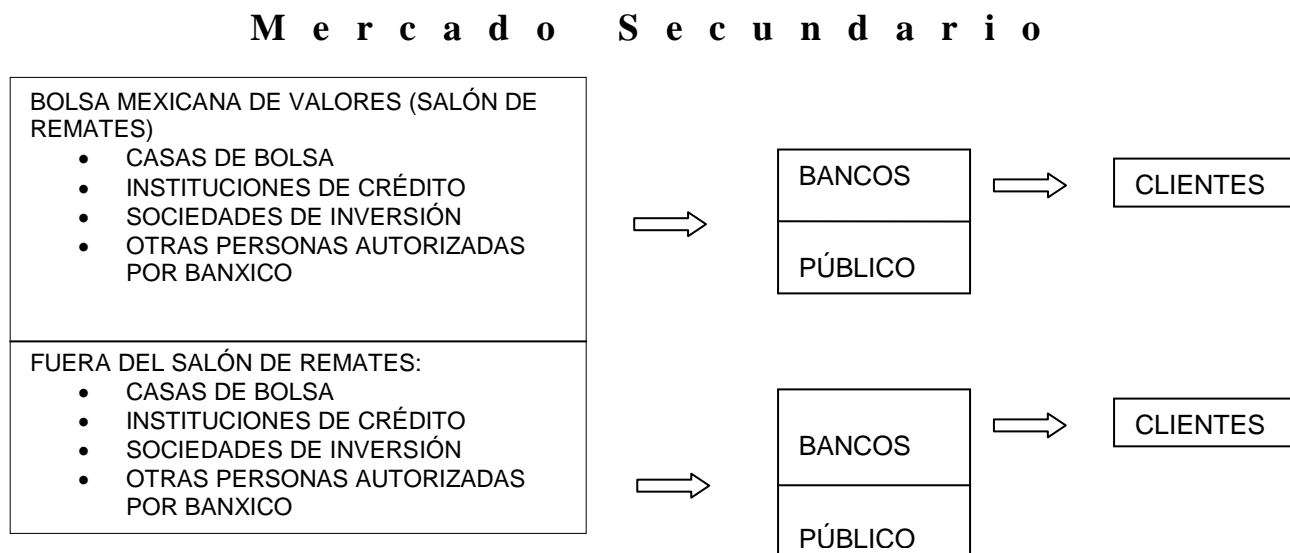 Mercado Secundario
BOLSA MEXICANA DE VALORES (SALÓN DE
REMATES)
• CASAS DE BOLSA
• INSTITUCIONES DE CRÉDITO
• SOCIEDADES DE INVERSIÓN
• OTRAS PERSONAS AUTORIZADAS
POR BANXICO
BANCOS
PÚBLICO
CLIENTES
FUERA DEL SALÓN DE REMATES:
• CASAS DE BOLSA
• INSTITUCIONES DE CRÉDITO
• SOCIEDADES DE INVERSIÓN
• OTRAS PERSONAS AUTORIZADAS
POR BANXICO
BANCOS
PÚBLICO
CLIENTES